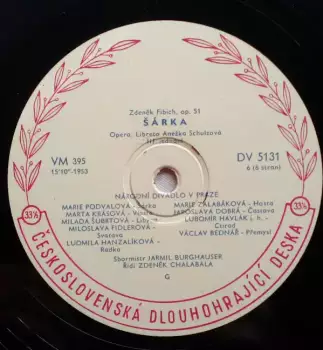 Zdeněk Fibich, op. 51
ŠÁRKA
Opera. Libreto Anežka Schulzová
III. jednání
VM 395
15'10"-1953
DV 5131
6 (6 stran)
NÁRODNÍ DIVADLO V PRAZE
MARIE PODVALOVÁ - Šárka
MARTA KRÁSOVÁ - Vlasta
MILADA ŠUBRTOVÁ - Libyna
MILOSLAVA FIDLEROVÁ -
Svatava
LUDMILA HANZALÍKOVÁ -
Radka
MARIE ZALABÁKOVÁ - Hosta
JAROSLAVA DOBRÁ - Častava
LUBOMÍR HAVLÁK j. h. -
Ctirad
VÁCLAV BEDNÁŘ - Přemysl
Sbormistr JARMIL BURGHAUSER
Řídí ZDENĚK CHALABALA
G
33⅓
33⅓
ČESKOSLOVENSKÁ DLOUHOHRAJÍCÍ DESKA